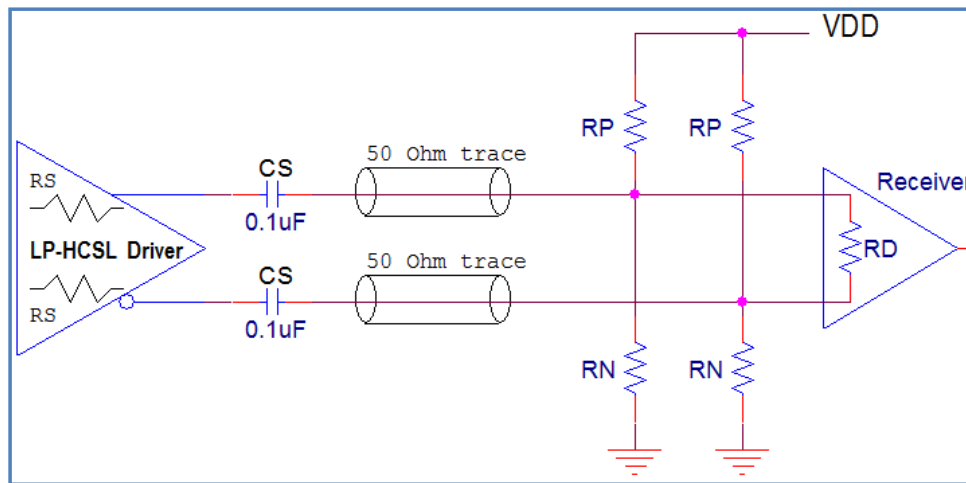 VDD
RP
RP
50 Ohm trace
CS
RS
Receiver
0.1uF
LP-HCSL Driver
RD
50 Ohm trace
CS
RS
0.1uF
RN
RN